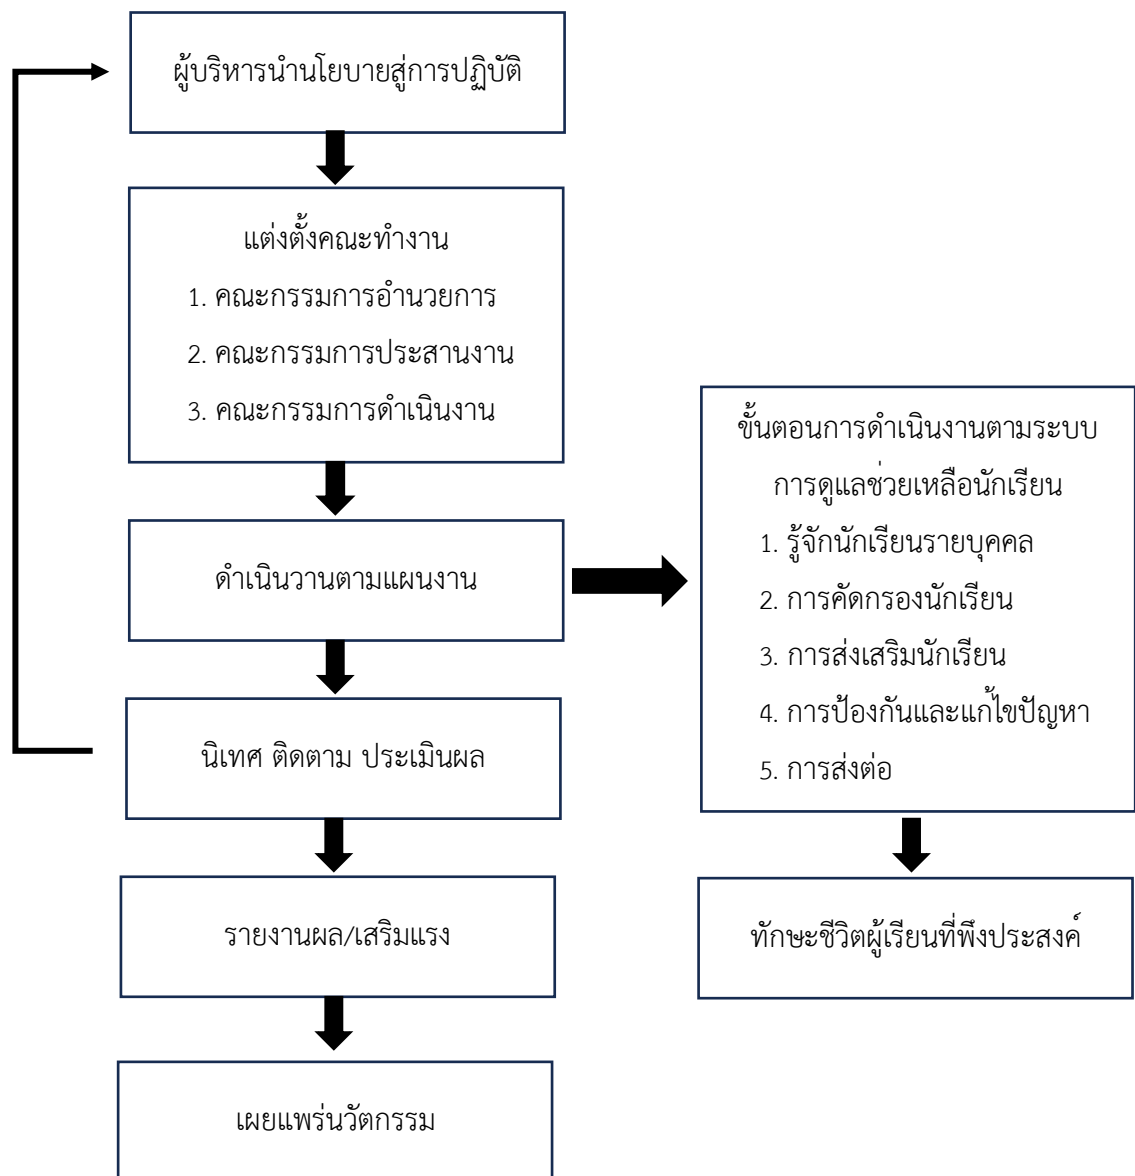 ผู้บริหารนำนโยบายสู่การปฏิบัติ
แต่งตั้งคณะทำงาน
1. คณะกรรมการอำนวยการ
2. คณะกรรมการประสานงาน
3. คณะกรรมการดำเนินงาน
ดำเนินวานตามแผนงาน
ขั้นตอนการดำเนินงานตามระบบ
การดูแลช่วยเหลือนักเรียน
1. รู้จักนักเรียนรายบุคคล
2. การคัดกรองนักเรียน
3. การส่งเสริมนักเรียน
4. การป้องกันและแก้ไขปัญหา
5. การส่งต่อ
นิเทศ ติดตาม ประเมินผล
รายงานผล/เสริมแรง
ทักษะชีวิตผู้เรียนที่พึงประสงค์
เผยแพร่นวัตกรรม